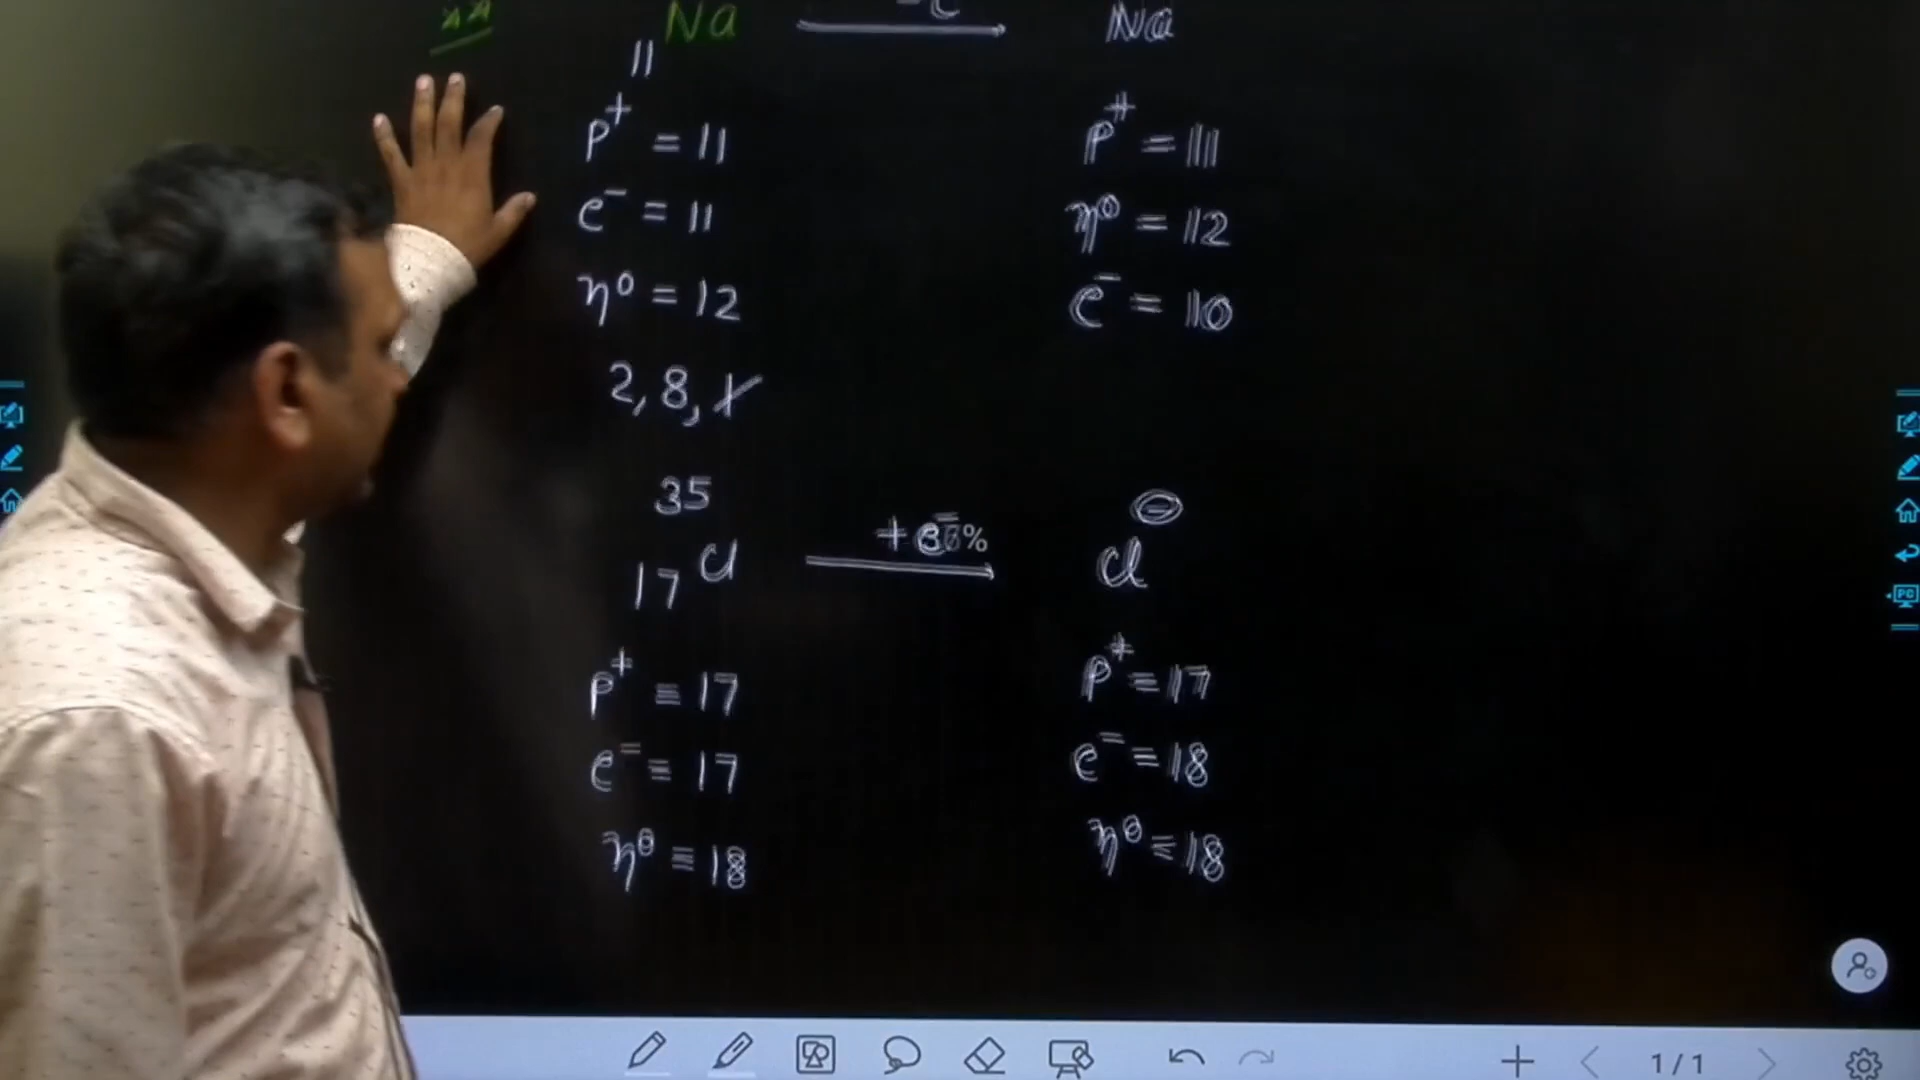 Na -e Na
11
p⁺ = 11 p⁺ = 11
e⁻ = 11 n⁰ = 12
n⁰ = 12 e⁻ = 10
2, 8, 1
35
17 Cl + e⁻ % Cl ⊖
p⁺ = 17 p⁺ = 17
e⁻ = 17 e⁻ = 18
n⁰ = 18 n⁰ = 18
PC
1 / 1